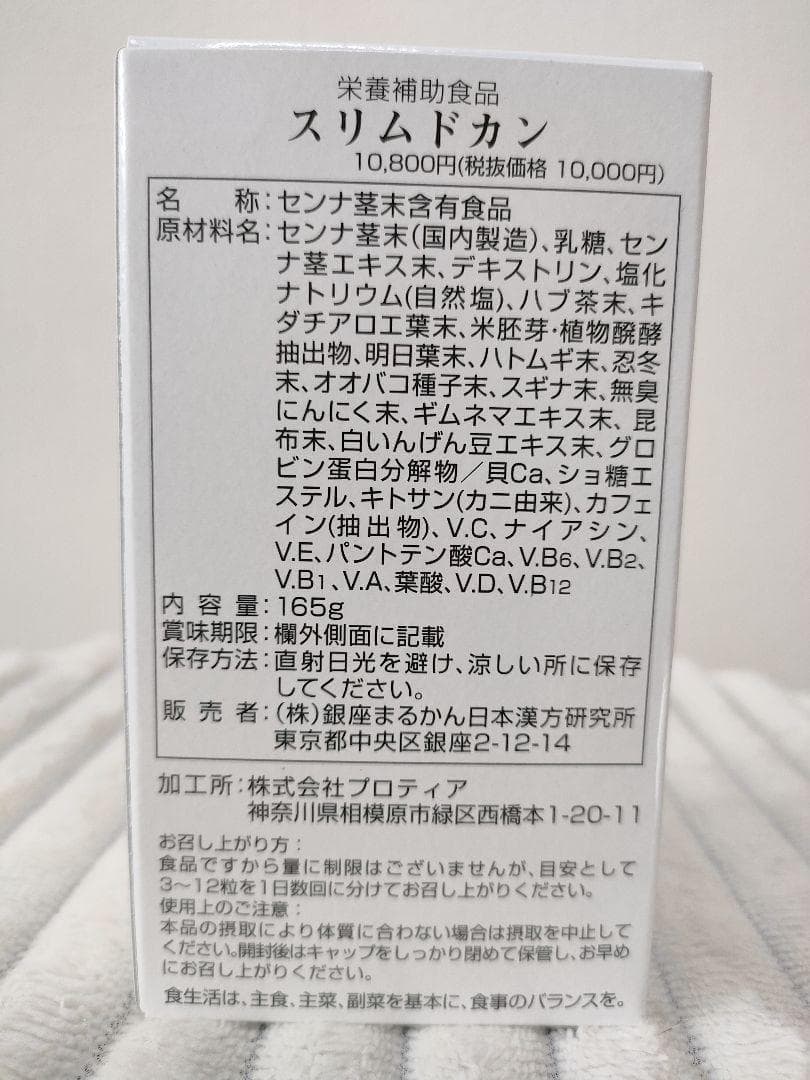 栄養補助食品
スリムドカン
10,800円(税抜価格 10,000円)
名称:センナ茎末含有食品
原材料名:センナ茎末(国内製造)、乳糖、セン
ナ茎エキス末、デキストリン、塩化
ナトリウム(自然塩)、ハブ茶末、キ
ダチアロエ葉末、米胚芽・植物醗酵
抽出物、明日葉末、ハトムギ末、忍冬
末、オオバコ種子末、スギナ末、無臭
にんにく末、ギムネマエキス末、昆
布末、白いんげん豆エキス末、グロ
ビン蛋白分解物/貝Ca、ショ糖エ
ステル、キトサン(カニ由来)、カフェ
イン(抽出物)、V.C、ナイアシン、
V.E、パントテン酸Ca、V.B6、V.B2、
V.B1、V.A、葉酸、V.D、V.B12
内容量:165g
賞味期限:欄外側面に記載
保存方法:直射日光を避け、涼しい所に保存
してください。
販売者:(株)銀座まるかん日本漢方研究所
東京都中央区銀座2-12-14
加工所:株式会社プロティア
神奈川県相模原市緑区西橋本1-20-11
お召し上がり方:
食品ですから量に制限はございませんが、目安として
3〜12粒を1日数回に分けてお召し上がりください。
使用上のご注意:
本品の摂取により体質に合わない場合は摂取を中止して
ください。開封後はキャップをしっかり閉めて保管し、お早め
にお召し上がりください。
食生活は、主食、主菜、副菜を基本に、食事のバランスを。